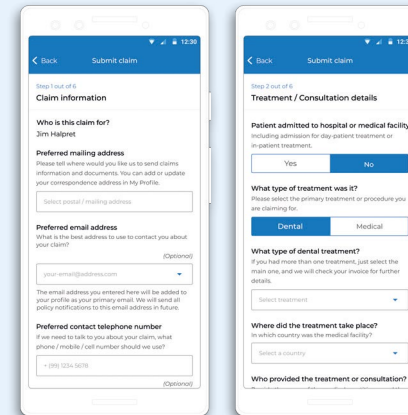 12:30
Back
Submit claim
Step 1 out of 6
Claim information
Who is this claim for?
Jim Halpret
Preferred mailing address
Please tell where would you like us to send claims
information and documents. You can add or update
your correspondence address in My Profile.
Select postal / mailing address
Preferred email address
What is the best address to use to contact you about
your claim?
(Optional)
your-email@address.com
The email address you entered here will be added to
your profile as your primary email. We will send all
policy notifications to this email address in future.
Preferred contact telephone number
If we need to talk to you about your claim, what
phone / mobile / cell number should we use?
+ (99) 1234 5678
(Optional)
12:3
Back
Submit claim
Step 2 out of 6
Treatment / Consultation details
Patient admitted to hospital or medical facility
Including admission for day-patient treatment or
in-patient treatment.
Yes
No
What type of treatment was it?
Please select the primary treatment or procedure you
are claiming for.
Dental
Medical
What type of dental treatment?
If you had more than one treatment, just select the
main one, and we will check your invoice for further
details.
Select treatment
Where did the treatment take place?
In which country was the medical facility?
Select a country
Who provided the treatment or consultation?